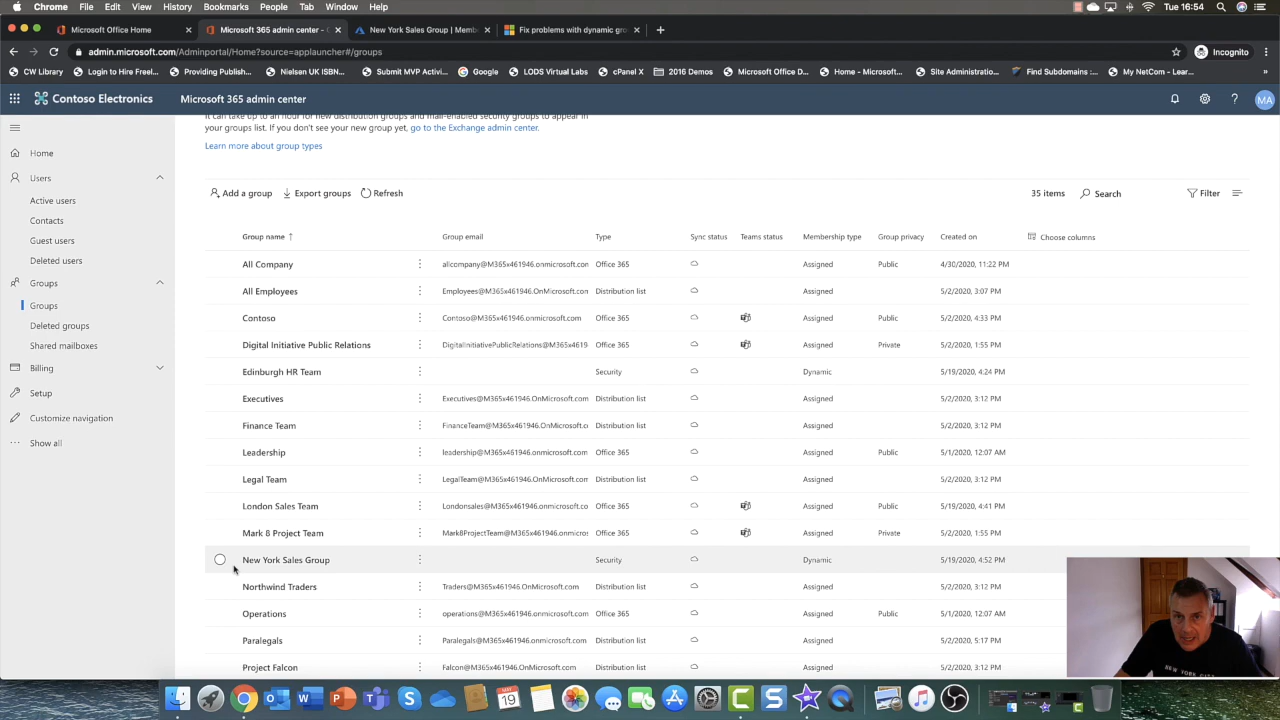 Chrome File Edit View History Bookmarks People Tab Window Help
Tue 16:54
Microsoft Office Home
Microsoft 365 admin center - G
New York Sales Group | Memb
Fix problems with dynamic gro
admin.microsoft.com/Adminportal/Home?source=applauncher#/groups
Incognito
CW Library
Login to Hire Freel...
Providing Publish...
Nielsen UK ISBN...
Submit MVP Activi...
Google
LODS Virtual Labs
cPanel X
2016 Demos
Microsoft Office D...
Home - Microsoft...
Site Administratio...
Find Subdomains :...
My NetCom - Lear...
Contoso Electronics
Microsoft 365 admin center
MA
It can take up to an hour for new distribution groups and mail-enabled security groups to appear in
your groups list. If you don't see your new group yet, go to the Exchange admin center.
Learn more about group types
Home
Users
Active users
Contacts
Guest users
Deleted users
Groups
Groups
Deleted groups
Shared mailboxes
Billing
Setup
Customize navigation
Show all
Add a group Export groups Refresh 35 items Search Filter
Group name ↑ Group email Type Sync status Teams status Membership type Group privacy Created on Choose columns
All Company allcompany@M365x461946.onmicrosoft.com Office 365 Assigned Public 4/30/2020, 11:22 PM
All Employees Employees@M365x461946.OnMicrosoft.com Distribution list Assigned 5/2/2020, 3:07 PM
Contoso Contoso@M365x461946.onmicrosoft.com Office 365 Assigned Public 5/2/2020, 4:33 PM
Digital Initiative Public Relations DigitalInitiativePublicRelations@M365x4619 Office 365 Assigned Private 5/2/2020, 1:55 PM
Edinburgh HR Team Security Dynamic 5/19/2020, 4:24 PM
Executives Executives@M365x461946.OnMicrosoft.com Distribution list Assigned 5/2/2020, 3:12 PM
Finance Team FinanceTeam@M365x461946.OnMicrosoft.com Distribution list Assigned 5/2/2020, 3:12 PM
Leadership leadership@M365x461946.onmicrosoft.com Office 365 Assigned Public 5/1/2020, 12:07 AM
Legal Team LegalTeam@M365x461946.OnMicrosoft.com Distribution list Assigned 5/2/2020, 3:12 PM
London Sales Team Londonsales@M365x461946.onmicrosoft.co Office 365 Assigned Public 5/19/2020, 4:41 PM
Mark 8 Project Team Mark8ProjectTeam@M365x461946.onmicros Office 365 Assigned Private 5/2/2020, 1:55 PM
New York Sales Group Security Dynamic 5/19/2020, 4:52 PM
Northwind Traders Traders@M365x461946.OnMicrosoft.com Distribution list Assigned 5/2/2020, 3:12 PM
Operations operations@M365x461946.onmicrosoft.com Office 365 Assigned Public 5/1/2020, 12:07 AM
Paralegals Paralegals@M365x461946.onmicrosoft.com Distribution list Assigned 5/2/2020, 5:17 PM
Project Falcon Falcon@M365x461946.OnMicrosoft.com Distribution list Assigned 5/2/2020, 3:12 PM
NEW YORK CITY
MAY
19